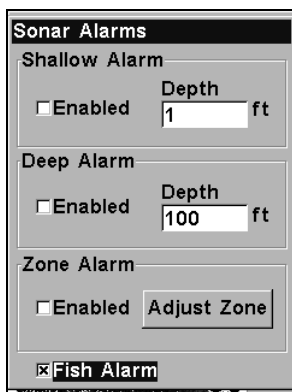 Sonar Alarms
Shallow Alarm
Depth
Enabled 1 ft
Deep Alarm
Depth
Enabled 100 ft
Zone Alarm
Enabled Adjust Zone
Fish Alarm